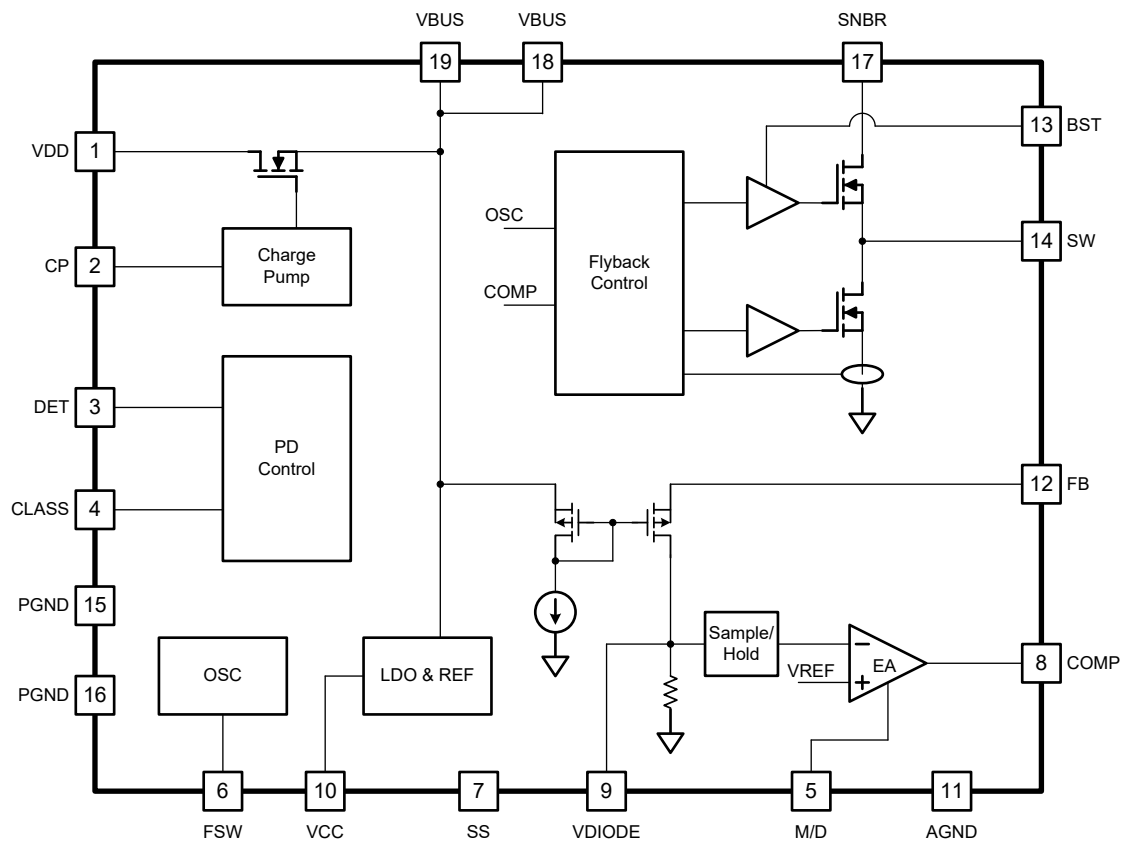 VBUS VBUS SNBR
19 18 17
13 BST
VDD 1
OSC
14 SW
Charge
Pump
CP 2
Flyback
Control
COMP
DET 3
PD
Control
12 FB
CLASS 4
PGND 15
Sample/
Hold
OSC
LDO & REF
VREF
−
EA
+
8 COMP
PGND 16
6 10 7 9 5 11
FSW VCC SS VDIODE M/D AGND